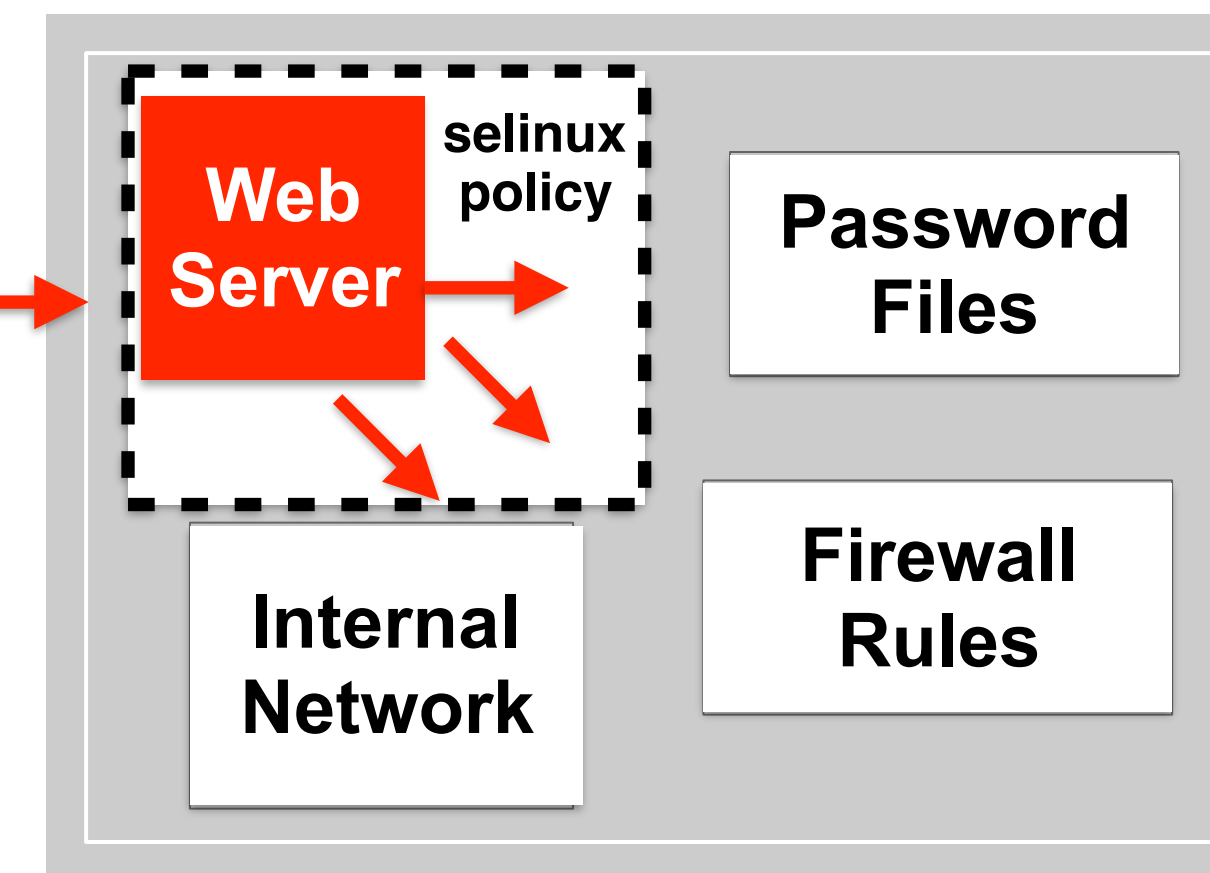 Web
Server
selinux
policy
Password
Files
Internal
Network
Firewall
Rules